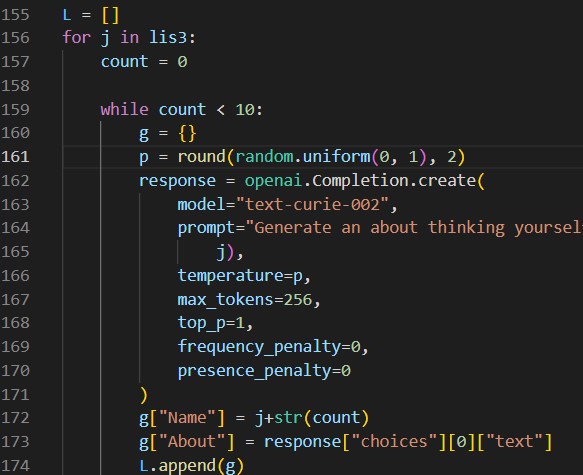 155 L = []
156 for j in lis3:
157 count = 0
158
159 while count < 10:
160 g = {}
161 p = round(random.uniform(0, 1), 2)
162 response = openai.Completion.create(
163 model="text-curie-002",
164 prompt="Generate an about thinking yoursel
165 j),
166 temperature=p,
167 max_tokens=256,
168 top_p=1,
169 frequency_penalty=0,
170 presence_penalty=0
171 )
172 g["Name"] = j+str(count)
173 g["About"] = response["choices"][0]["text"]
174 L.append(g)